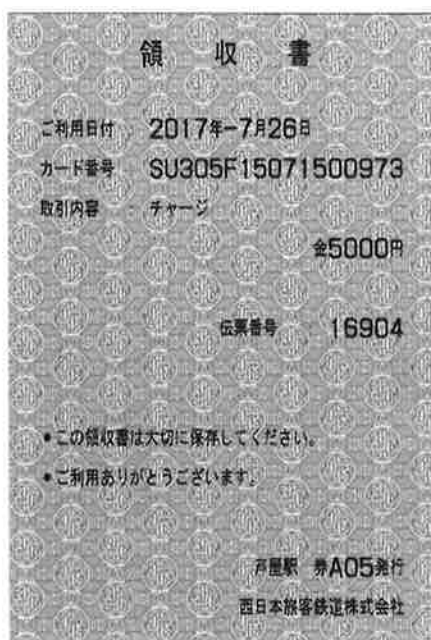 領収書
ご利用日付 2017年-7月26日
カード番号 SU305F15071500973
取引内容 チャージ
金5000円
伝票番号 16904
•この領収書は大切に保存してください。
•ご利用ありがとうございます。
芦屋駅 券A05発行
西日本旅客鉄道株式会社